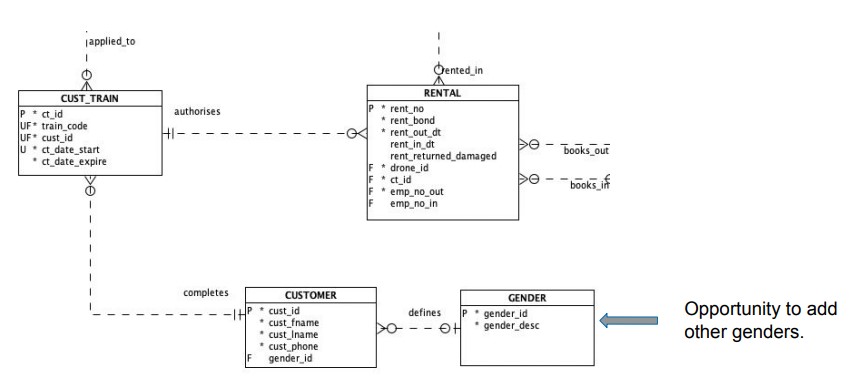 applied_to
rented_in
CUST_TRAIN
P * ct_id
UF* train_code
UF* cust_id
U * ct_date_start
* ct_date_expire
authorises
RENTAL
P * rent_no
* rent_bond
* rent_out_dt
rent_in_dt
rent_returned_damaged
F * drone_id
F * ct_id
F * emp_no_out
F emp_no_in
books_out
books_in
completes
CUSTOMER
P * cust_id
* cust_fname
* cust_lname
* cust_phone
F gender_id
defines
GENDER
P * gender_id
* gender_desc
Opportunity to add
other genders.